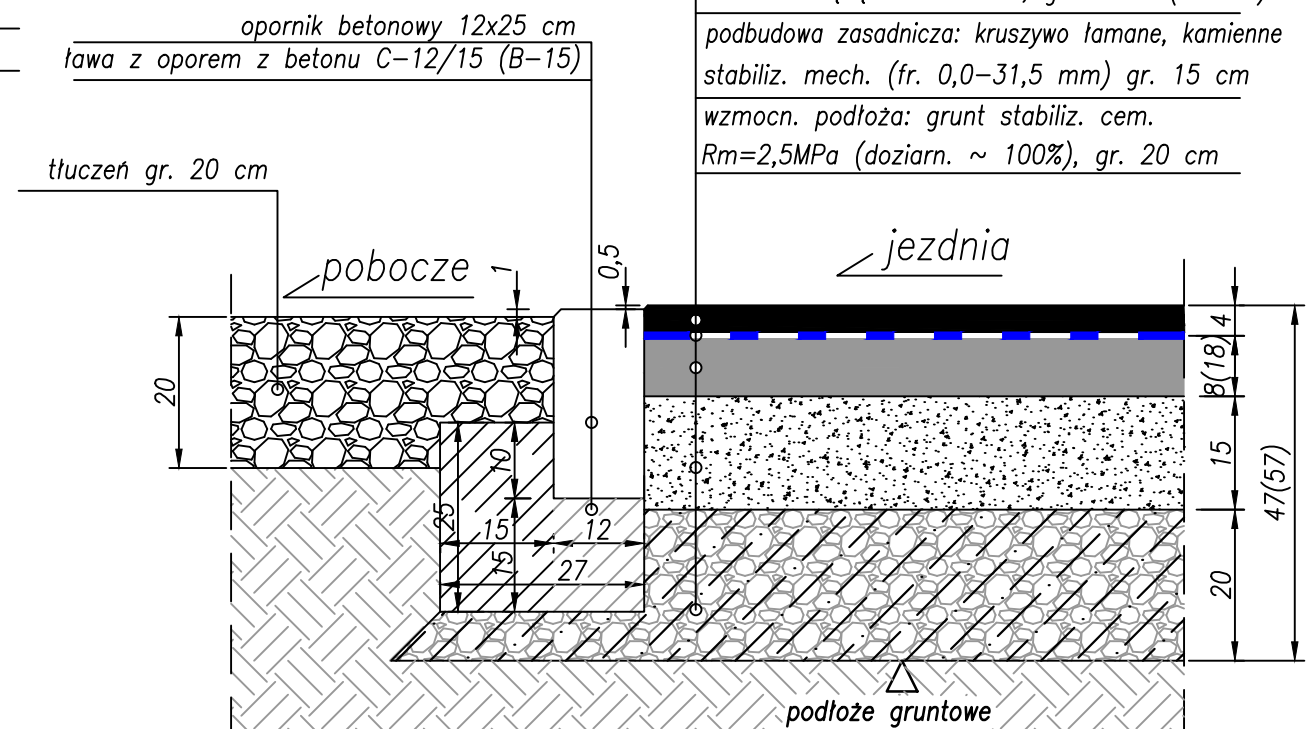 opornik betonowy 12x25 cm
ława z oporem z betonu C-12/15 (B-15)
podbudowa zasadnicza: kruszywo łamane, kamienne
stabiliz. mech. (fr. 0,0-31,5 mm) gr. 15 cm
wzmocn. podłoża: grunt stabiliz. cem.
Rm=2,5MPa (doziarn. ~ 100%), gr. 20 cm
tłuczeń gr. 20 cm
pobocze
1
0,5
jezdnia
4
8(18)
20
15
47(57)
10
25
15
12
15
27
20
podłoże gruntowe